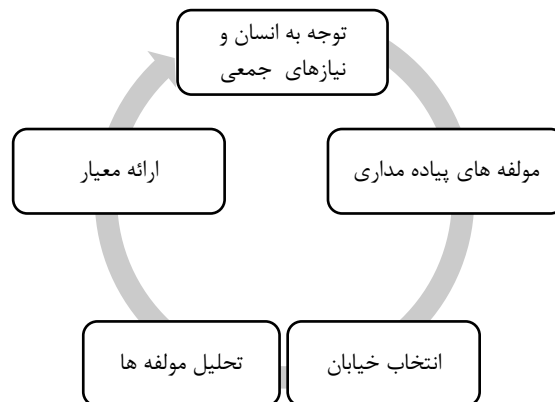 توجه به انسان و
نیازهای جمعی
مولفه های پیاده مداری
انتخاب خیابان
تحلیل مولفه ها
ارائه معیار